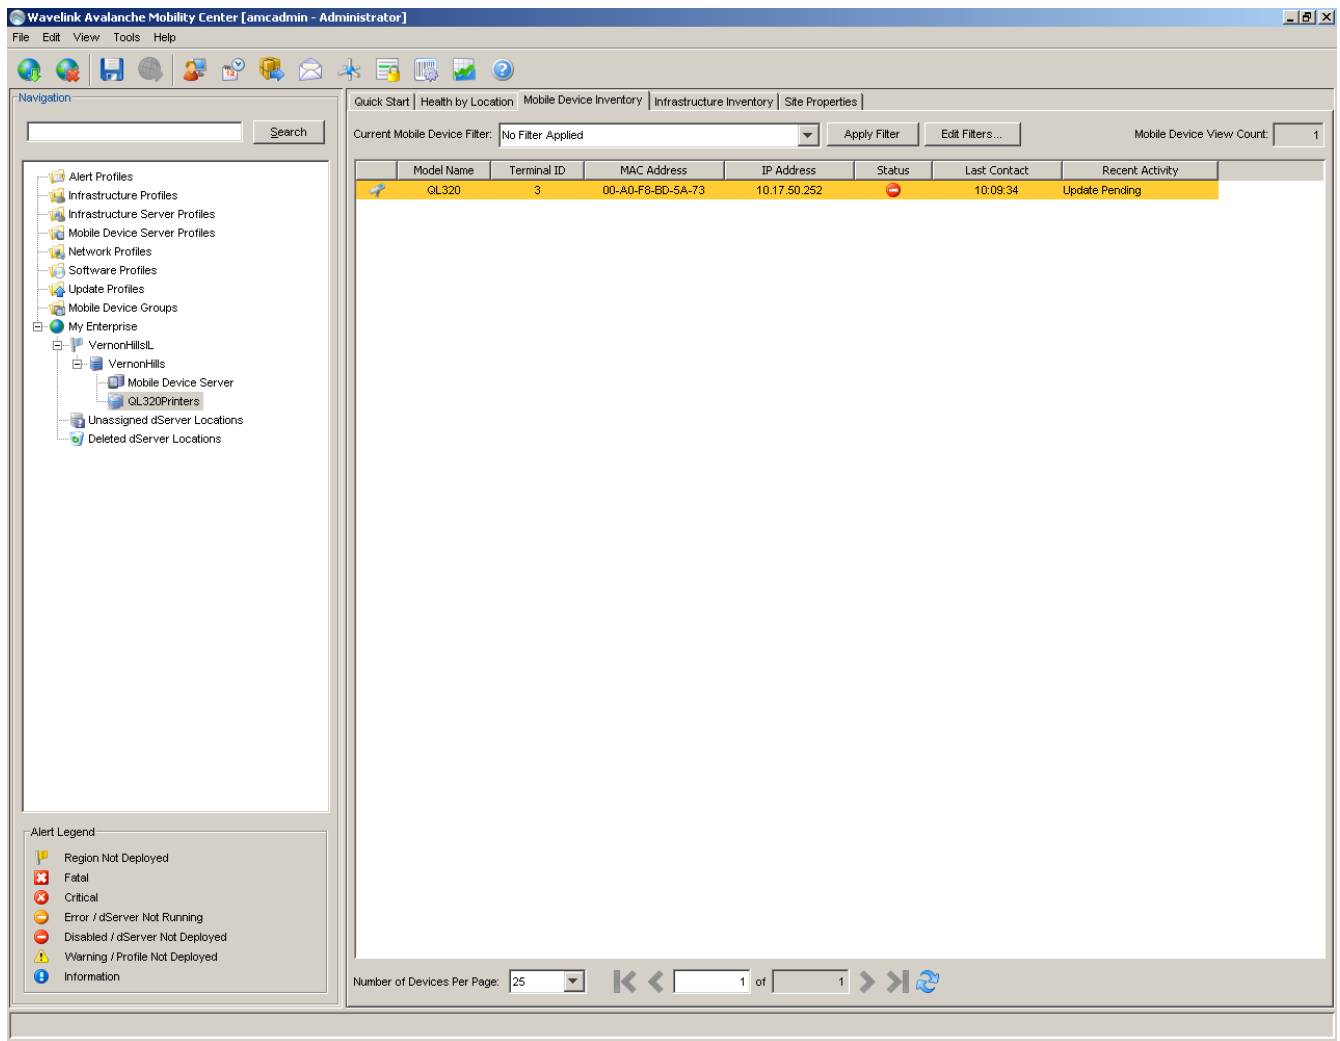 Wavelink Avalanche Mobility Center [amcadmin - Administrator]
File Edit View Tools Help
Navigation
Search
Alert Profiles
Infrastructure Profiles
Infrastructure Server Profiles
Mobile Device Server Profiles
Network Profiles
Software Profiles
Update Profiles
Mobile Device Groups
My Enterprise
VernonHillsIL
VernonHills
Mobile Device Server
QL320Printers
Unassigned dServer Locations
Deleted dServer Locations
Alert Legend
Region Not Deployed
Fatal
Critical
Error / dServer Not Running
Disabled / dServer Not Deployed
Warning / Profile Not Deployed
Information
Quick Start Health by Location Mobile Device Inventory Infrastructure Inventory Site Properties
Current Mobile Device Filter: No Filter Applied Apply Filter Edit Filters... Mobile Device View Count: 1
Model Name Terminal ID MAC Address IP Address Status Last Contact Recent Activity
QL320 3 00-A0-F8-BD-5A-73 10.17.50.252 10:09:34 Update Pending
Number of Devices Per Page: 25 1 of 1